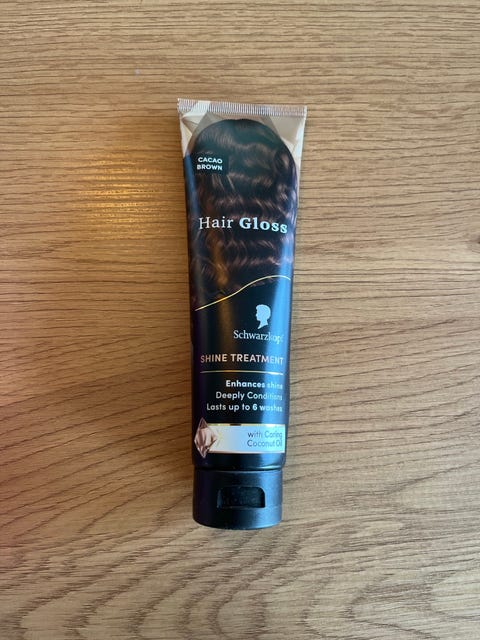 CACAO
BROWN
Hair Gloss
Schwarzkopf
SHINE TREATMENT
Enhances shine
Deeply Conditions
Lasts up to 6 washes
with Caring
Coconut Oil